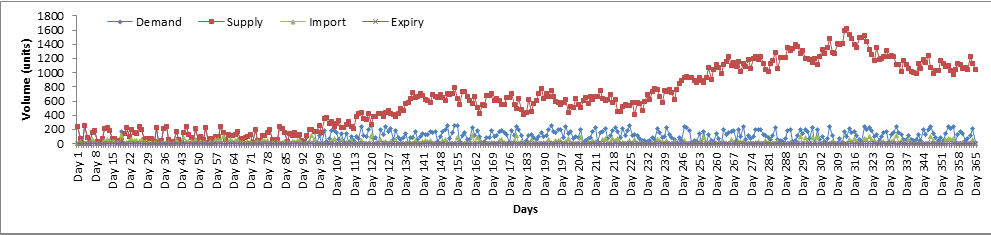 Demand Supply Import Expiry
Volume (units)
1800
1600
1400
1200
1000
800
600
400
200
0
Day 1 Day 8 Day 15 Day 22 Day 29 Day 36 Day 43 Day 50 Day 57 Day 64 Day 71 Day 78 Day 85 Day 92 Day 99 Day 106 Day 113 Day 120 Day 127 Day 134 Day 141 Day 148 Day 155 Day 162 Day 169 Day 176 Day 183 Day 190 Day 197 Day 204 Day 211 Day 218 Day 225 Day 232 Day 239 Day 246 Day 253 Day 260 Day 267 Day 274 Day 281 Day 288 Day 295 Day 302 Day 309 Day 316 Day 323 Day 330 Day 337 Day 344 Day 351 Day 358 Day 365
Days